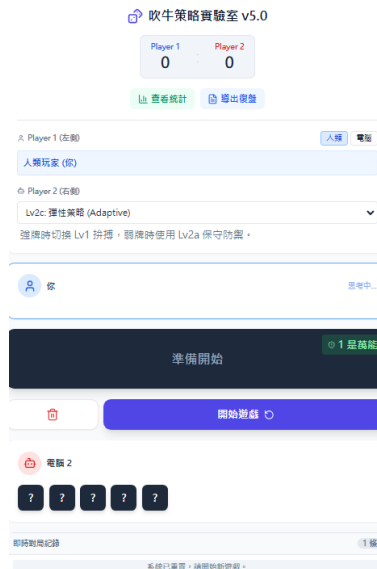 吹牛策略實驗室 v5.0
Player 1 Player 2
0 : 0
查看統計 導出復盤
Player 1 (左側) 人類 電腦
人類玩家 (你)
Player 2 (右側)
Lv2c: 彈性策略 (Adaptive)
強牌時切換 Lv1 拚搏，弱牌時使用 Lv2a 保守防禦。
你 思考中...
1 是萬能
準備開始
開始遊戲
電腦 2
? ? ? ? ?
即時對局記錄 1 條
系統已重置，請開始新遊戲。